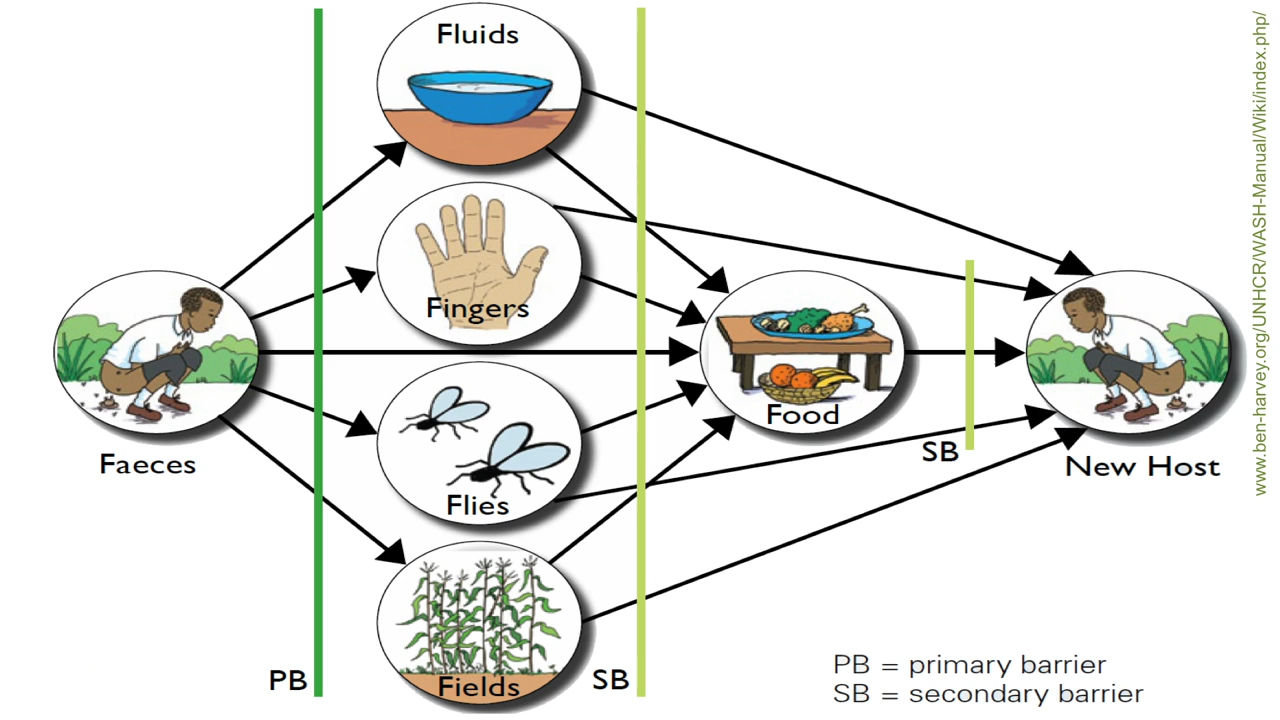 Fluids
Fingers
Faeces
Flies
Fields
Food
New Host
PB
SB
SB
PB = primary barrier
SB = secondary barrier
www.ben-harvey.org/UNHCR/WASH-Manual/Wiki/index.php/